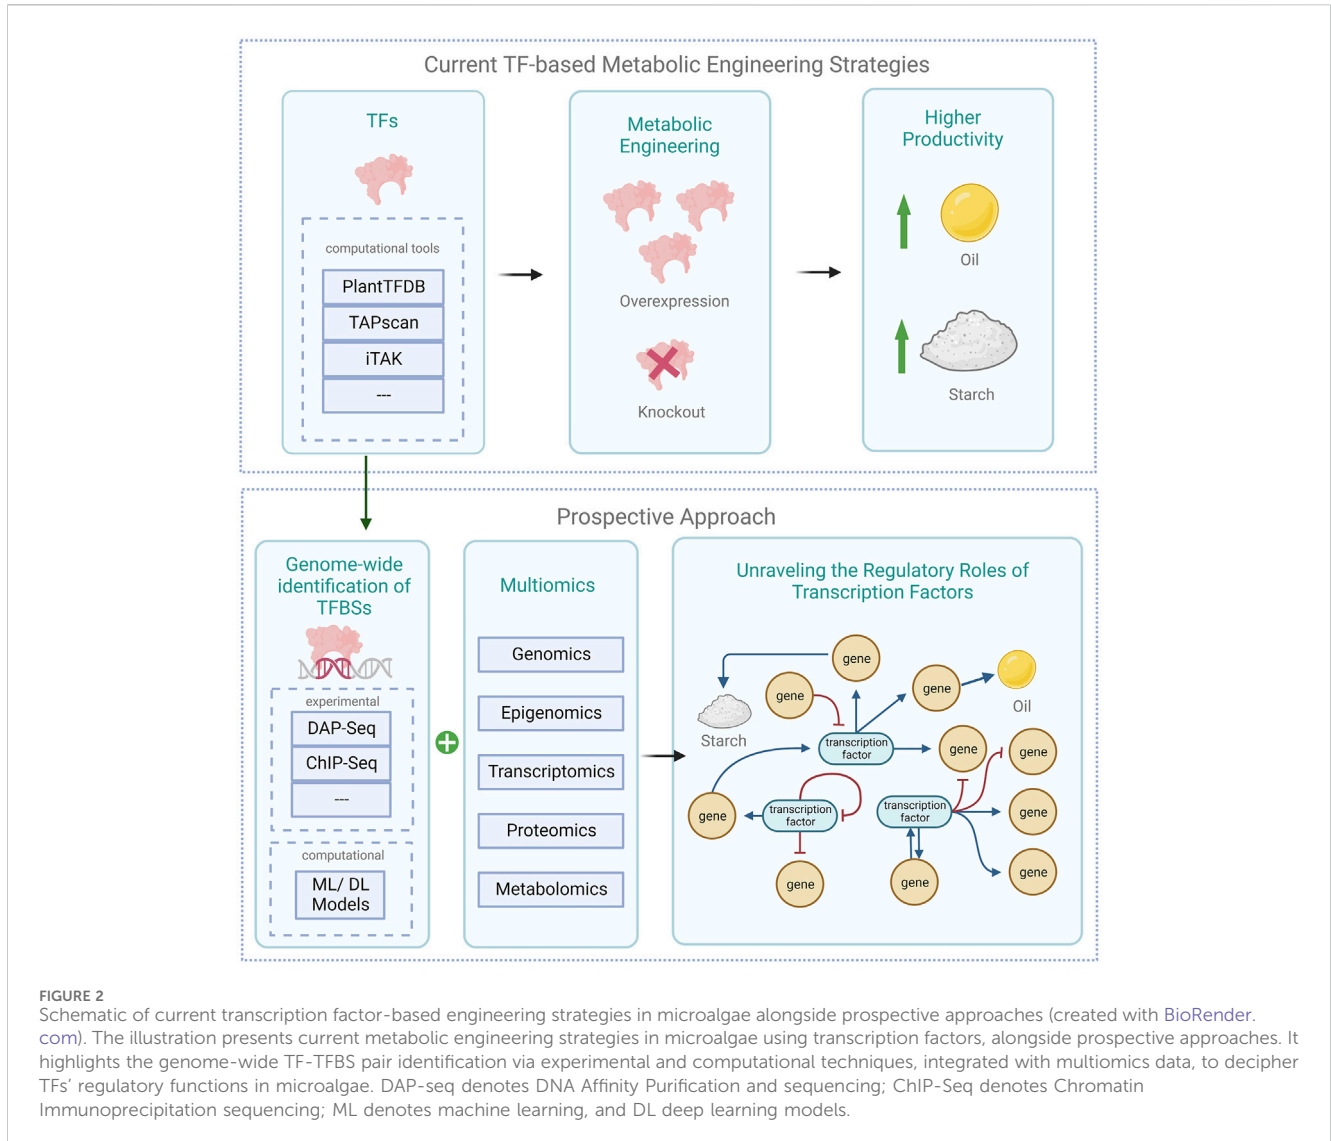 Current TF-based Metabolic Engineering Strategies
TFs
computational tools
PlantTFDB
TAPscan
iTAK
---
Metabolic
Engineering
Overexpression
Knockout
Higher
Productivity
Oil
Starch
Prospective Approach
Genome-wide
identification of
TFBSs
experimental
DAP-Seq
ChIP-Seq
---
computational
ML/ DL
Models
Multiomics
Genomics
Epigenomics
Transcriptomics
Proteomics
Metabolomics
Unraveling the Regulatory Roles of
Transcription Factors
gene
gene
gene
Oil
Starch
transcription
factor
gene
gene
gene
transcription
factor
transcription
factor
gene
gene
gene
gene
FIGURE 2
Schematic of current transcription factor-based engineering strategies in microalgae alongside prospective approaches (created with BioRender.
com). The illustration presents current metabolic engineering strategies in microalgae using transcription factors, alongside prospective approaches. It
highlights the genome-wide TF-TFBS pair identification via experimental and computational techniques, integrated with multiomics data, to decipher
TFs' regulatory functions in microalgae. DAP-seq denotes DNA Affinity Purification and sequencing; ChIP-Seq denotes Chromatin
Immunoprecipitation sequencing; ML denotes machine learning, and DL deep learning models.